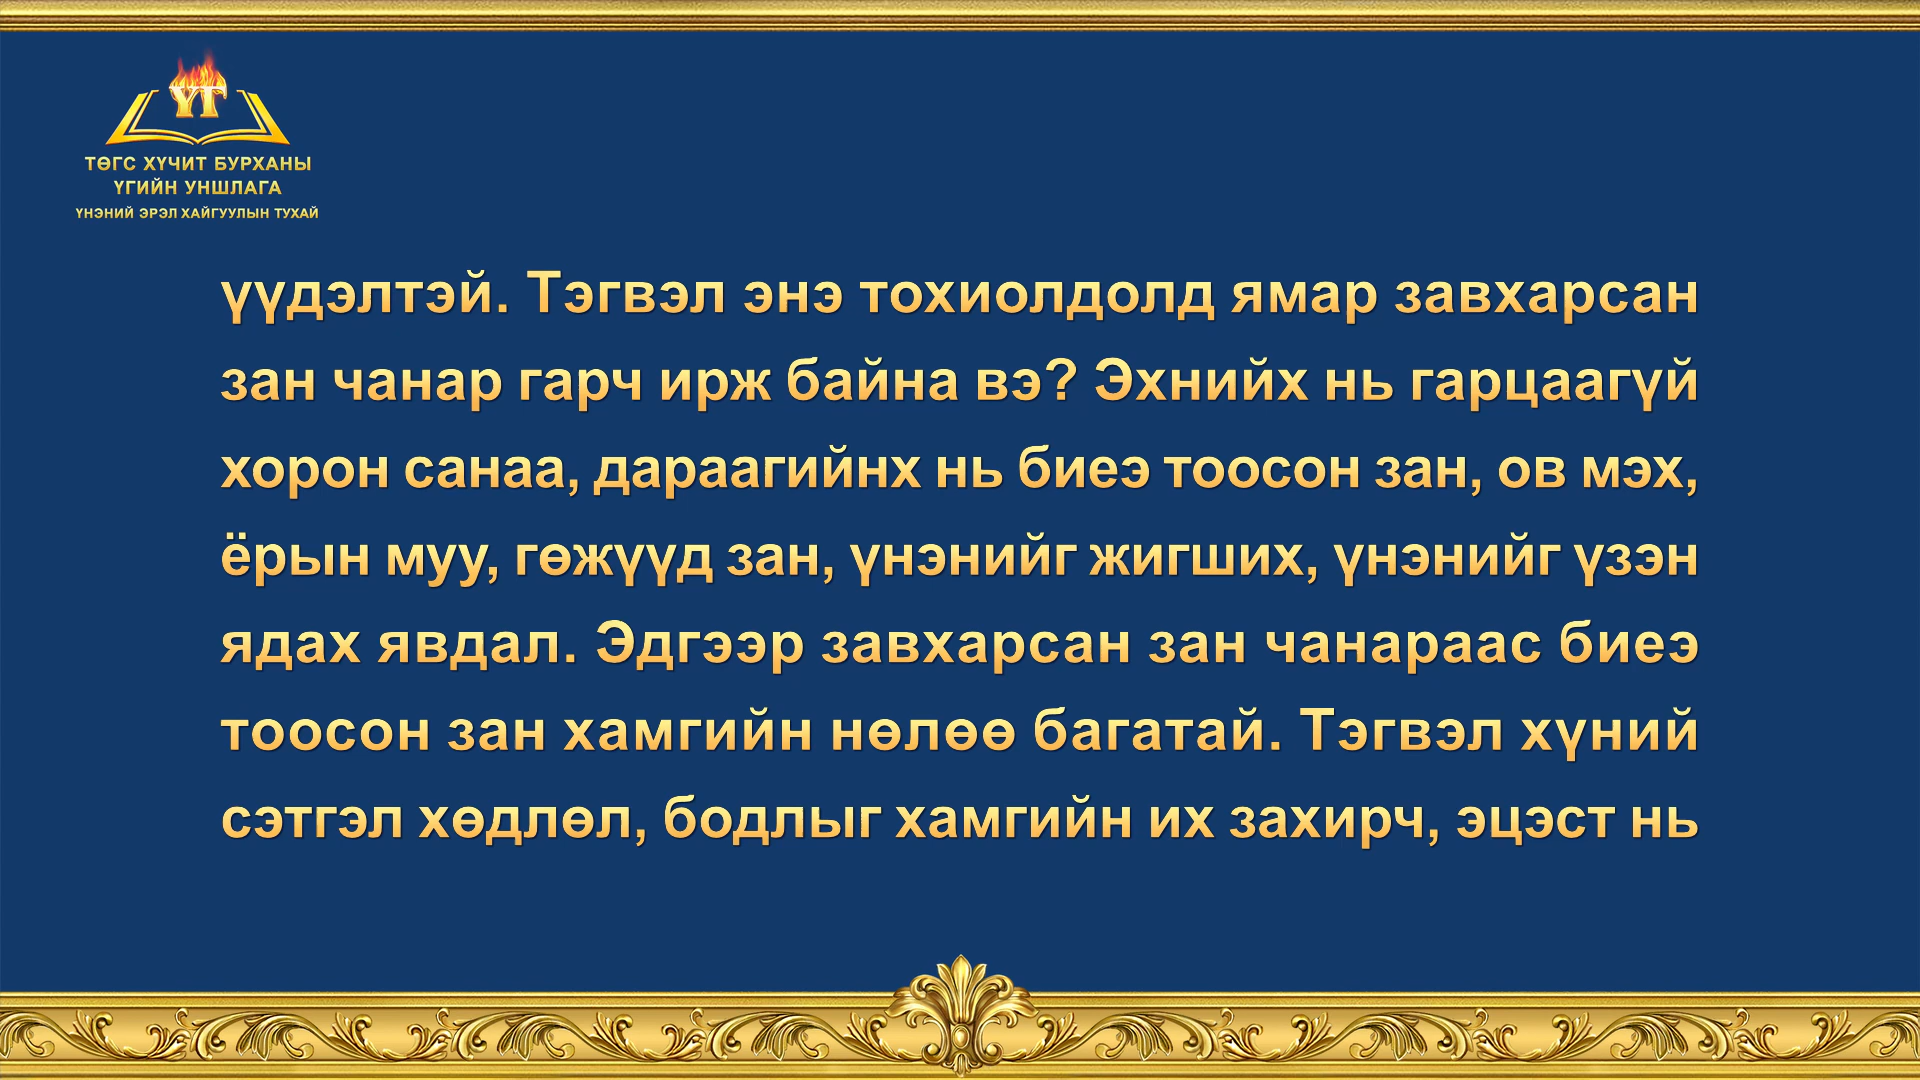 ҮГ
ТӨГС ХҮЧИТ БУРХАНЫ
ҮГИЙН УНШЛАГА
ҮНЭНИЙ ЭРЭЛ ХАЙГУУЛЫН ТУХАЙ
үүдэлтэй. Тэгвэл энэ тохиолдолд ямар завхарсан
зан чанар гарч ирж байна вэ? Эхнийх нь гарцаагүй
хорон санаа, дараагийнх нь биеэ тоосон зан, ов мэх,
ёрын муу, гөжүүд зан, үнэнийг жигших, үнэнийг үзэн
ядах явдал. Эдгээр завхарсан зан чанараас биеэ
тоосон зан хамгийн нөлөө багатай. Тэгвэл хүний
сэтгэл хөдлөл, бодлыг хамгийн их захирч, эцэст нь